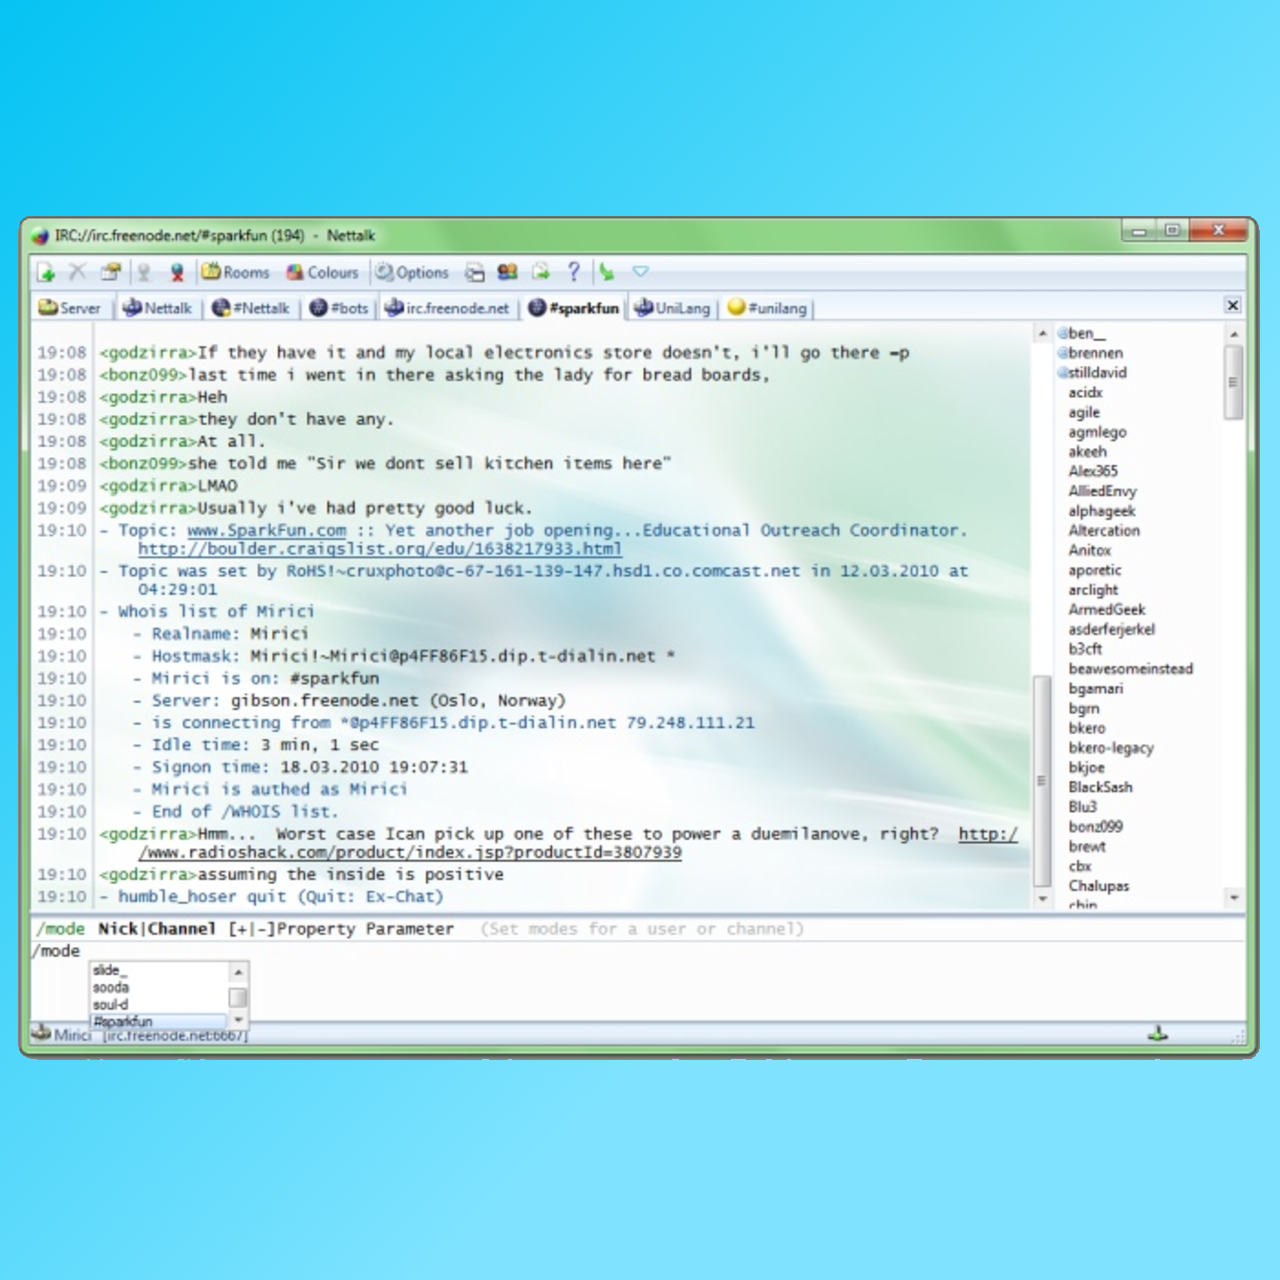 IRC://irc.freenode.net/#sparkfun (194) - Nettalk
Rooms Colours Options
Server Nettalk #Nettalk #bots irc.freenode.net #sparkfun UniLang #unilang
19:08 <godzirra>If they have it and my local electronics store doesn't, i'll go there =p
19:08 <bonz099>last time i went in there asking the lady for bread boards,
19:08 <godzirra>Heh
19:08 <godzirra>they don't have any.
19:08 <godzirra>At all.
19:08 <bonz099>she told me "Sir we dont sell kitchen items here"
19:09 <godzirra>LMAO
19:09 <godzirra>Usually i've had pretty good luck.
19:10 - Topic: www.SparkFun.com :: Yet another job opening...Educational Outreach Coordinator.
http://boulder.craigslist.org/edu/1638217933.html
19:10 - Topic was set by RoHS!~cruxphoto@c-67-161-139-147.hsd1.co.comcast.net in 12.03.2010 at
04:29:01
19:10 - Whois list of Mirici
19:10 - Realname: Mirici
19:10 - Hostmask: Mirici!~Mirici@p4FF86F15.dip.t-dialin.net *
19:10 - Mirici is on: #sparkfun
19:10 - Server: gibson.freenode.net (Oslo, Norway)
19:10 - is connecting from *@p4FF86F15.dip.t-dialin.net 79.248.111.21
19:10 - Idle time: 3 min, 1 sec
19:10 - Signon time: 18.03.2010 19:07:31
19:10 - Mirici is authed as Mirici
19:10 - End of /WHOIS list.
19:10 <godzirra>Hmm... Worst case Ican pick up one of these to power a duemilanove, right? http:/
/www.radioshack.com/product/index.jsp?productId=3807939
19:10 <godzirra>assuming the inside is positive
19:10 - humble_hoser quit (Quit: Ex-Chat)
ben__
brennen
stilldavid
acidx
agile
agmlego
akeeh
Alex365
AlliedEnvy
alphageek
Altercation
Anitox
aporetic
arclight
ArmedGeek
asderferjerkel
b3cft
beawesomeinstead
bgamari
bgrn
bkero
bkero-legacy
bkjoe
BlackSash
Blu3
bonz099
brewt
cbx
Chalupas
chin
/mode Nick|Channel [+|-]Property Parameter (Set modes for a user or channel)
/mode
slide_
sooda
soul-d
#sparkfun
Mirici [irc.freenode.net:6667]